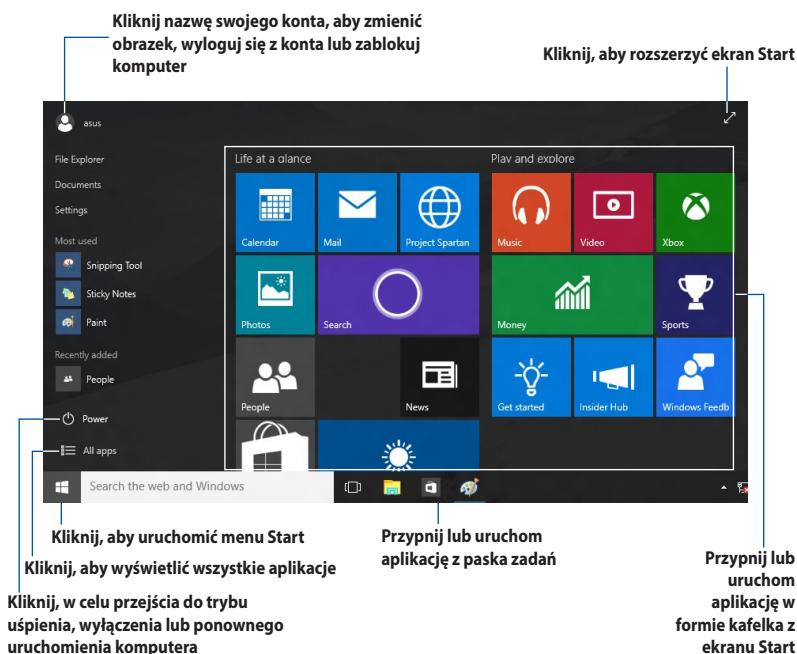 Kliknij nazwę swojego konta, aby zmienić
obrazek, wyloguj się z konta lub zablokuj
komputer
Kliknij, aby rozszerzyć ekran Start
asus
File Explorer
Documents
Settings
Most used
Snipping Tool
Sticky Notes
Paint
Recently added
People
Power
All apps
Life at a glance
Calendar
Mail
Project Spartan
Photos
Search
People
News
Play and explore
Music
Video
Xbox
Money
Sports
Get started
Insider Hub
Windows Feedb
Search the web and Windows
Kliknij, aby uruchomić menu Start
Kliknij, aby wyświetlić wszystkie aplikacje
Kliknij, w celu przejścia do trybu
uśpienia, wyłączenia lub ponownego
uruchomienia komputera
Przypnij lub uruchom
aplikację z paska zadań
Przypnij lub
uruchom
aplikację w
formie kafelka z
ekranu Start